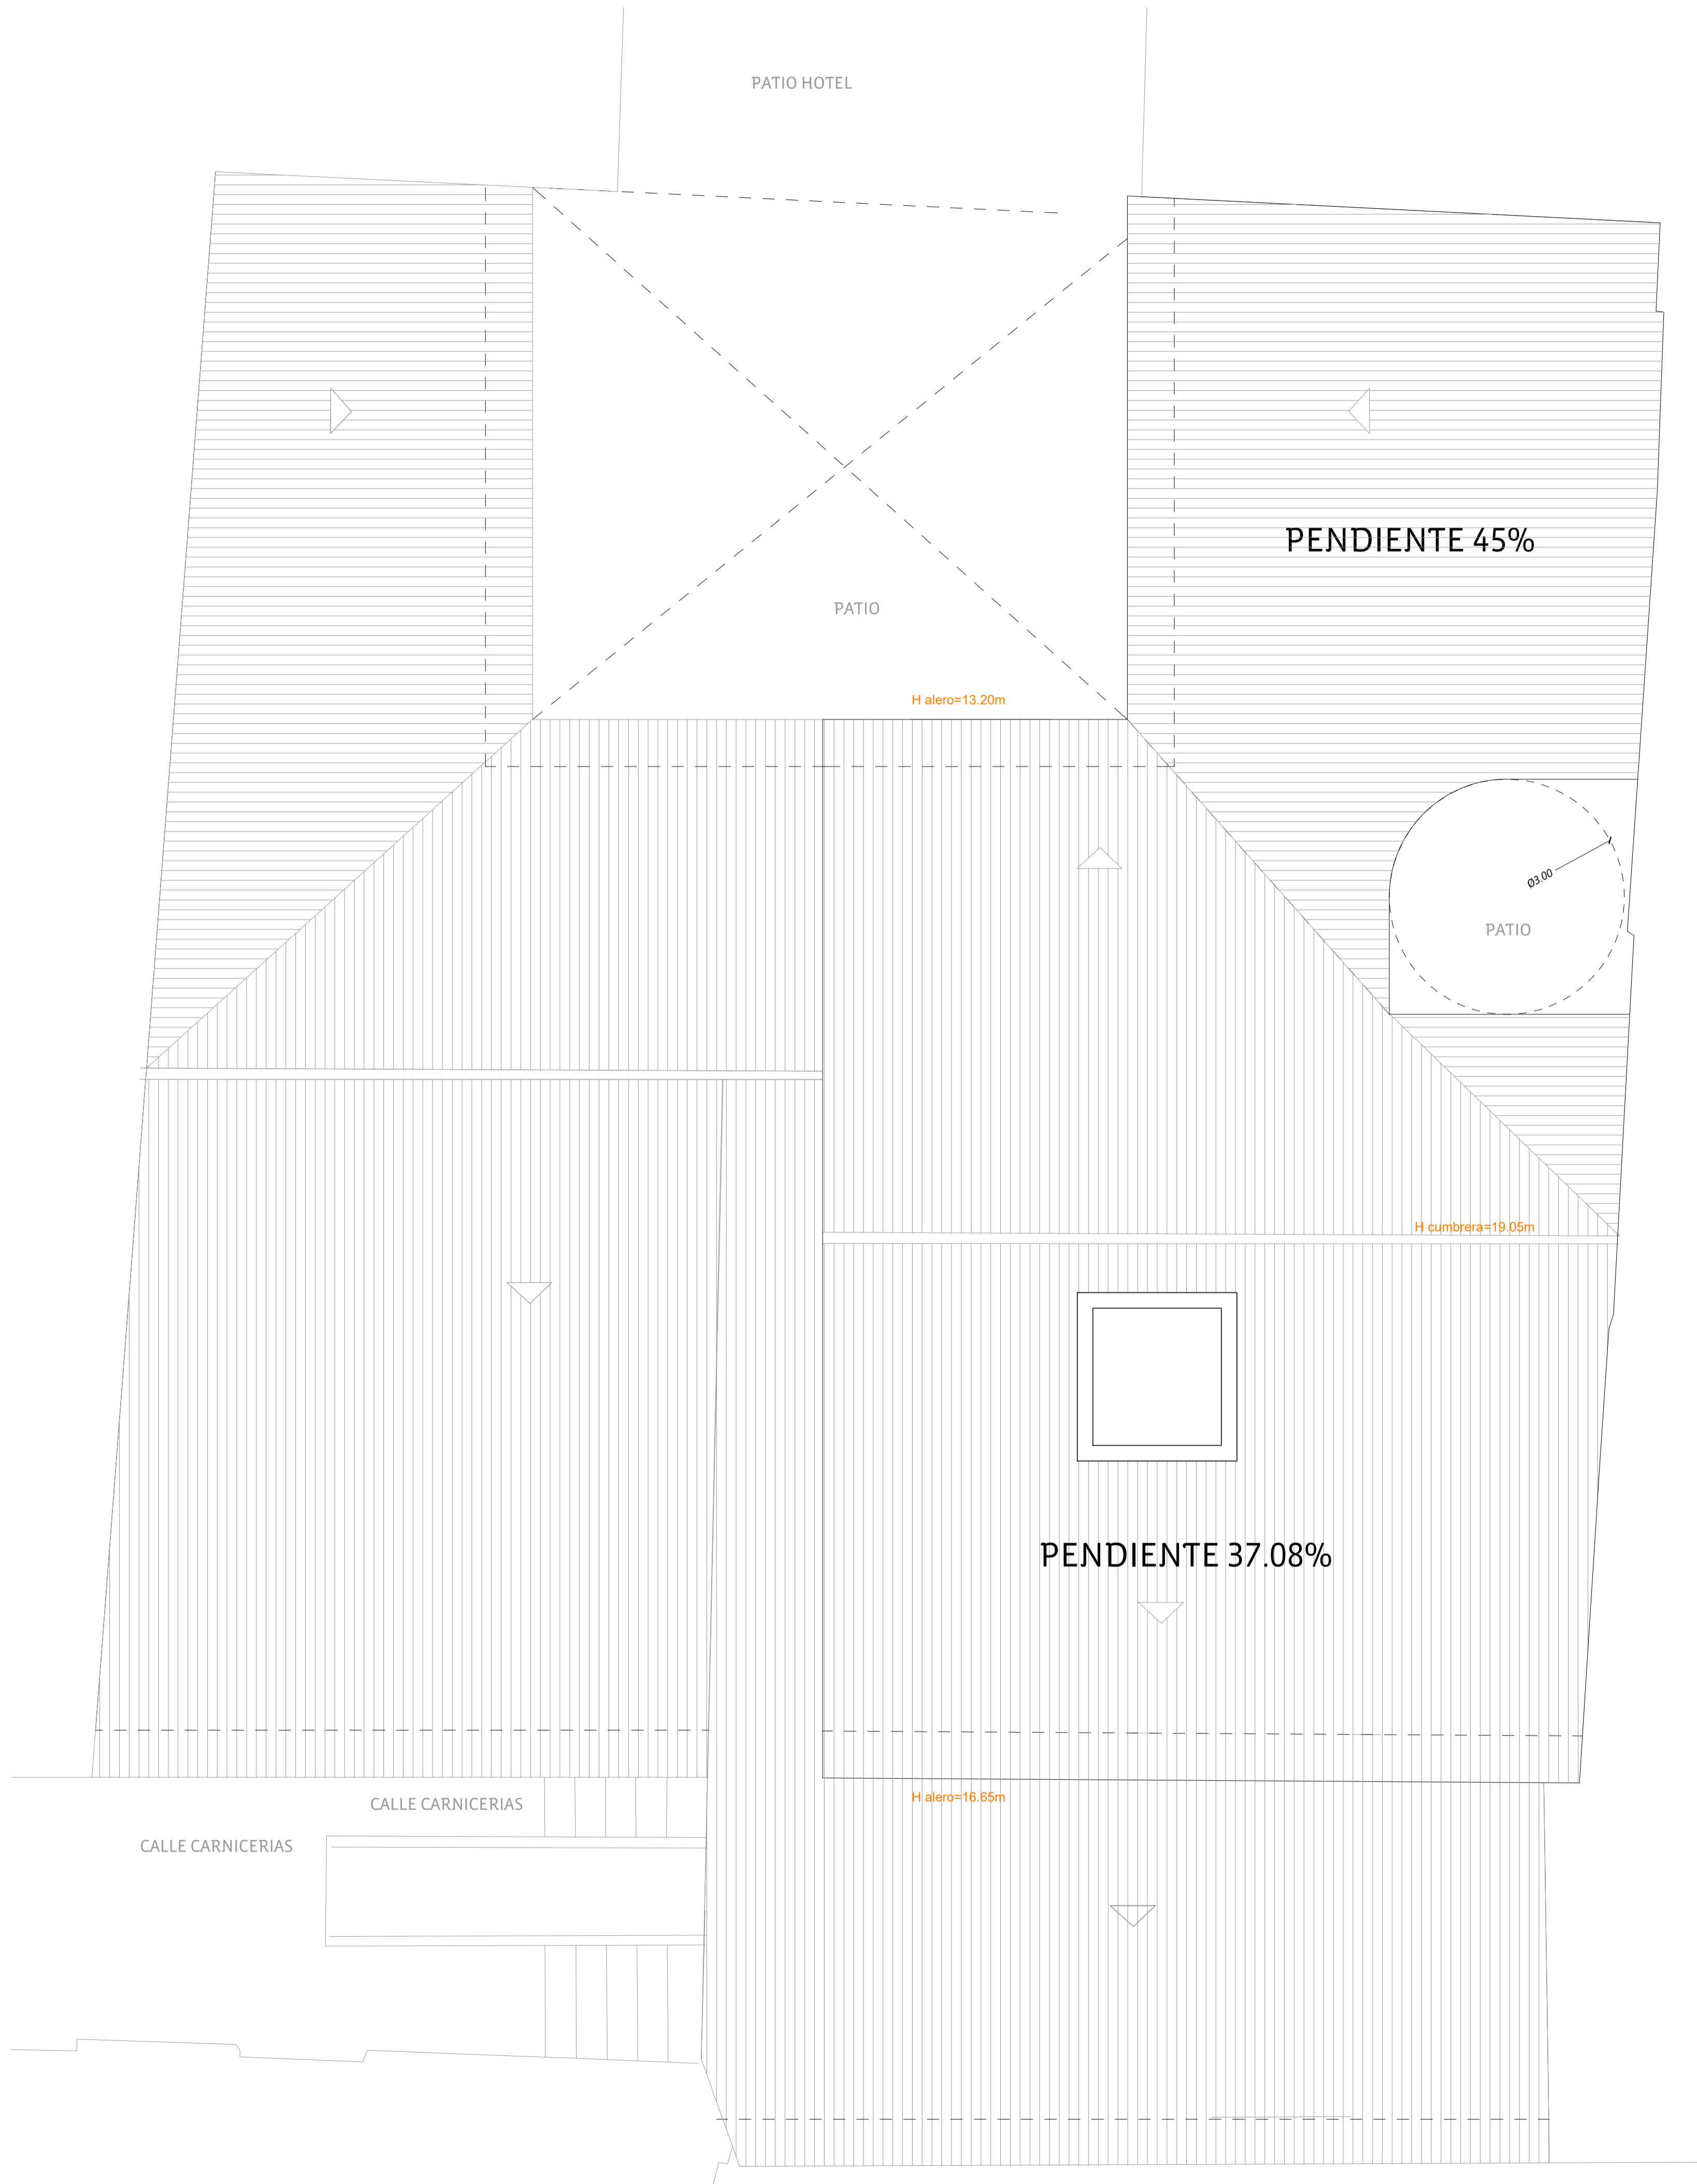 PATIO HOTEL
PENDIENTE 45%
PATIO
H alero=13.20m
Ø3.00
PATIO
H cumbrera=19.05m
PENDIENTE 37.08%
H alero=16.65m
CALLE CARNICERIAS
CALLE CARNICERIAS